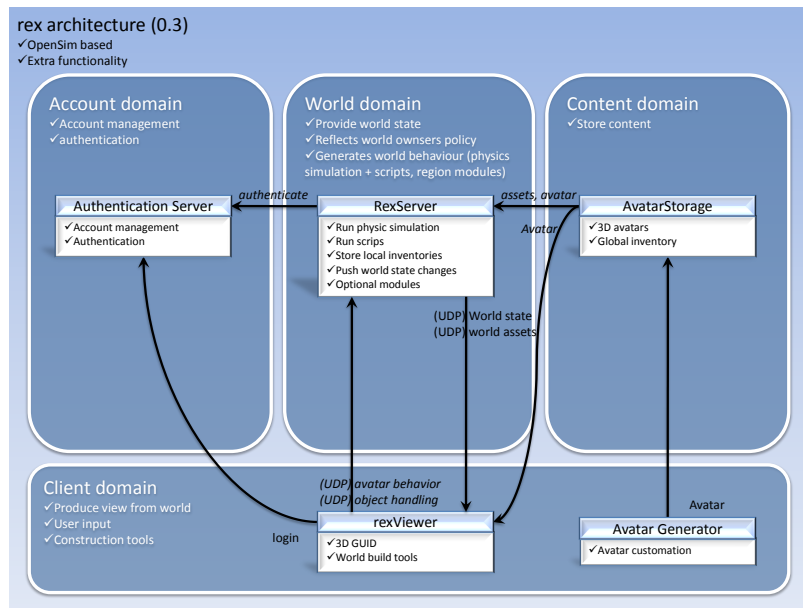 rex architecture (0.3)
✓OpenSim based
✓Extra functionality
Account domain
✓Account management
✓authentication
World domain
✓Provide world state
✓Reflects world ownsers policy
✓Generates world behaviour (physics
simulation + scripts, region modules)
Content domain
✓Store content
authenticate
assets, avatar
Avatar
Authentication Server
✓Account management
✓Authentication
RexServer
✓Run physic simulation
✓Run scrips
✓Store local inventories
✓Push world state changes
✓Optional modules
AvatarStorage
✓3D avatars
✓Global inventory
(UDP) World state
(UDP) world assets
Client domain
✓Produce view from world
✓User input
✓Construction tools
(UDP) avatar behavior
(UDP) object handling
login
rexViewer
✓3D GUID
✓World build tools
Avatar
Avatar Generator
✓Avatar customation